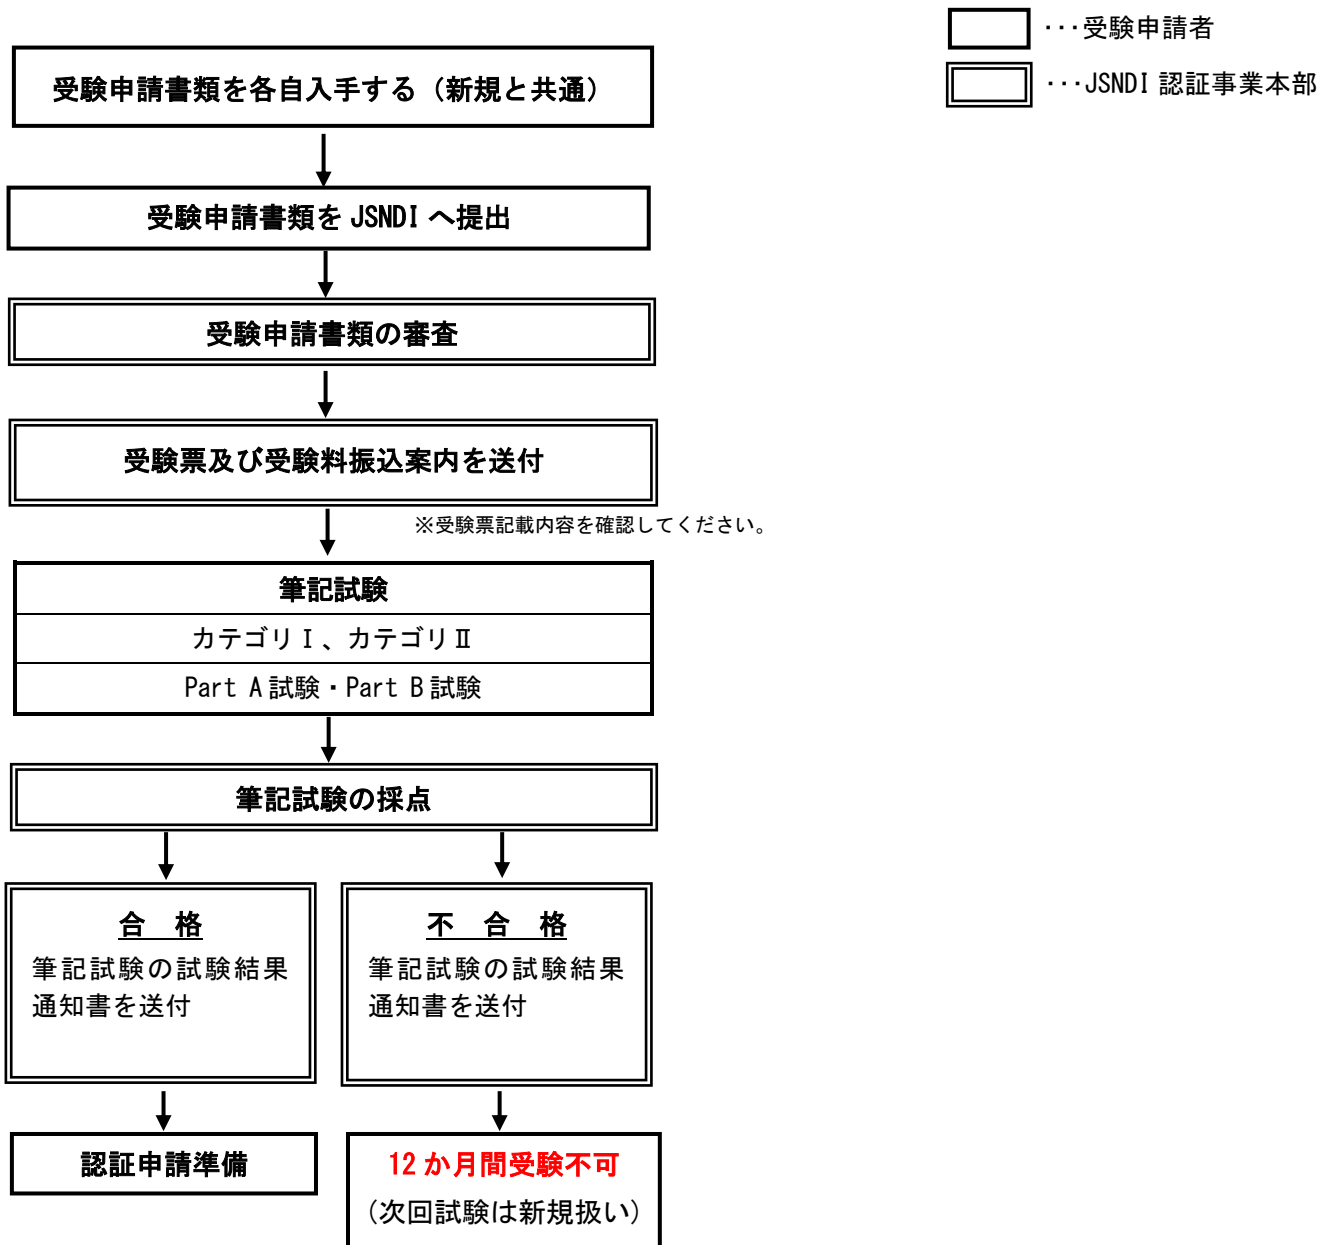 ･･･受験申請者
･･･JSNDI 認証事業本部
受験申請書類を各自入手する（新規と共通）
受験申請書類を JSNDI へ提出
受験申請書類の審査
受験票及び受験料振込案内を送付
※受験票記載内容を確認してください。
筆記試験
カテゴリⅠ、カテゴリⅡ
Part A 試験・Part B 試験
筆記試験の採点
合　格
筆記試験の試験結果
通知書を送付
不　合　格
筆記試験の試験結果
通知書を送付
認証申請準備
12 か月間受験不可
（次回試験は新規扱い）